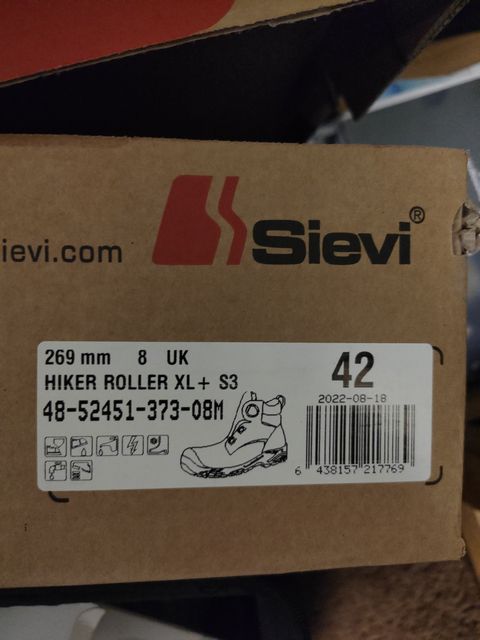 ievi.com
Sievi®
269 mm 8 UK
42
HIKER ROLLER XL+ S3
2022-08-18
48-52451-373-08M
6 438157 217769